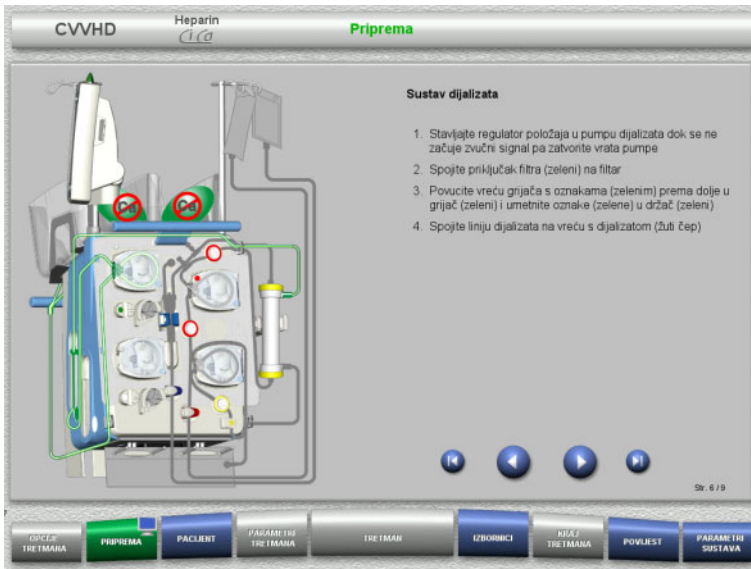 CVVHD
Heparin
Ci Ca
Priprema
Sustav dijalizata
1. Stavljajte regulator položaja u pumpu dijalizata dok se ne
začuje zvučni signal pa zatvorite vrata pumpe
2. Spojite priključak filtra (zeleni) na filtar
3. Povucite vreću grijača s oznakama (zelenim) prema dolje u
grijač (zeleni) i umetnite oznake (zelene) u držač (zeleni)
4. Spojite liniju dijalizata na vreću s dijalizatom (žuti čep)
Ca
Ca
Str. 6 / 9
OPCIJE
TRETMANA
PRIPREMA
PACIJENT
PARAMETRI
TRETMANA
TRETMAN
IZBORNICI
KRAJ
TRETMANA
POVIJEST
PARAMETRI
SUSTAVA